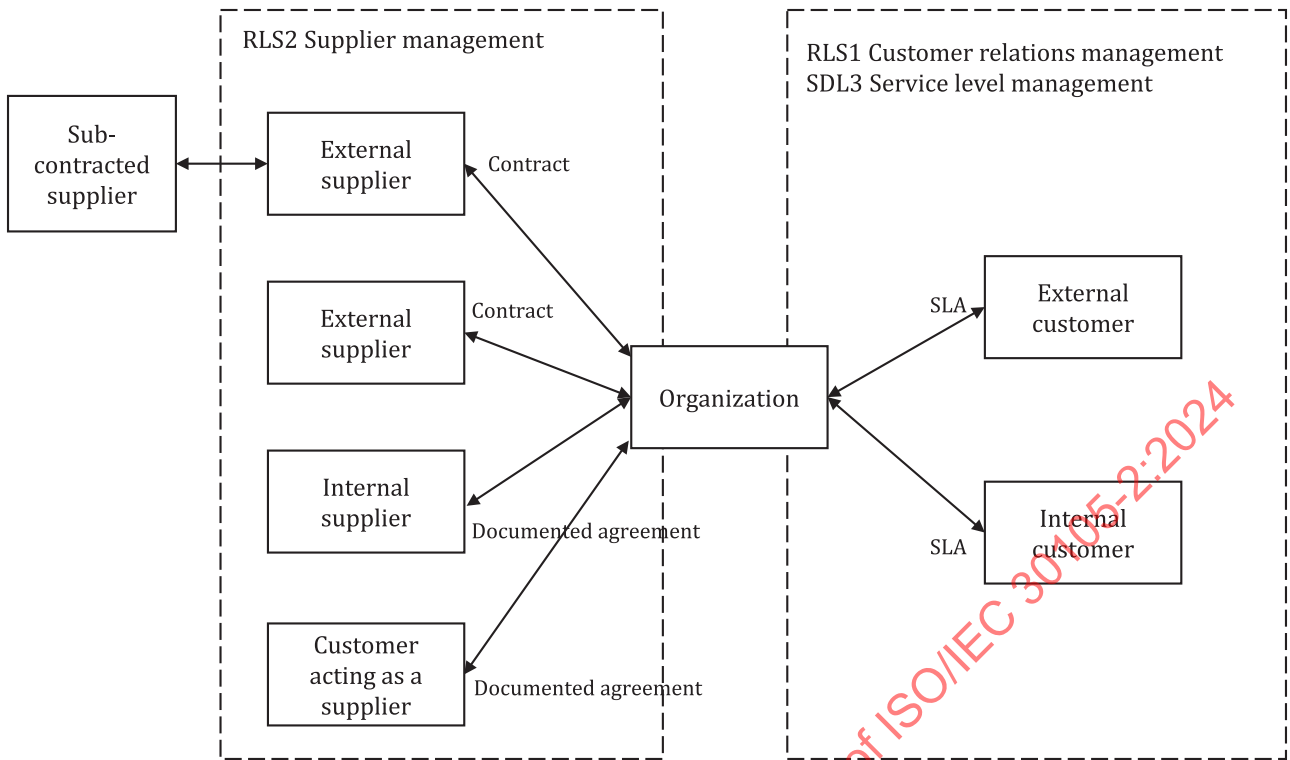 RLS2 Supplier management
RLS1 Customer relations management
SDL3 Service level management
Sub-
contracted
supplier
External
supplier
Contract
External
supplier
Contract
Internal
supplier
Documented agreement
Customer
acting as a
supplier
Documented agreement
Organization
SLA
External
customer
SLA
Internal
customer
of ISO/IEC 30105-2:2024